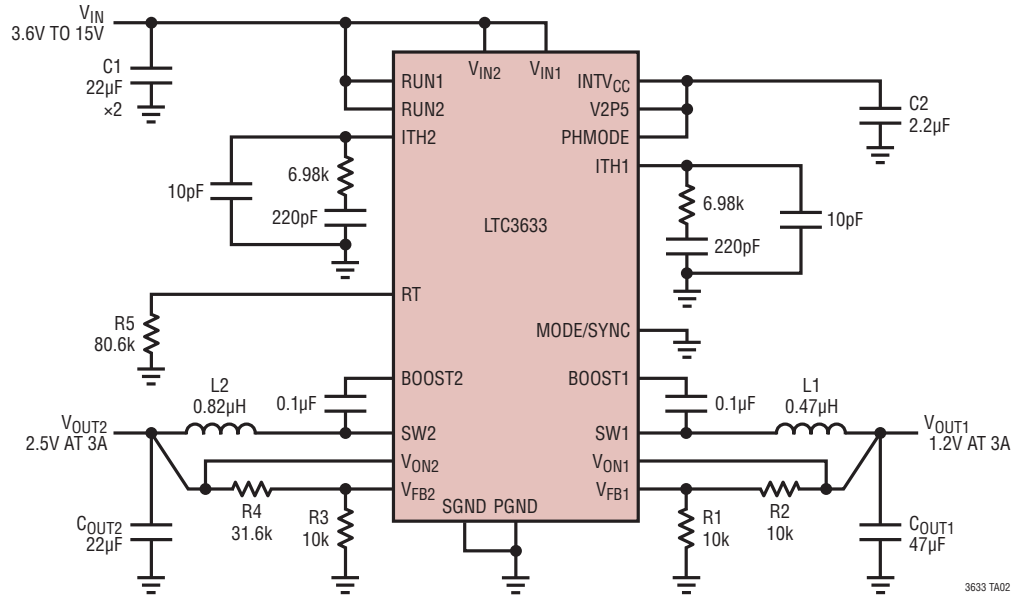 VIN
3.6V TO 15V
C1
22µF
×2
VIN2
VIN1
RUN1
RUN2
ITH2
10pF
6.98k
220pF
INTVCC
V2P5
PHMODE
ITH1
C2
2.2µF
6.98k
220pF
10pF
LTC3633
RT
R5
80.6k
MODE/SYNC
BOOST2
BOOST1
L2
0.82µH
0.1µF
0.1µF
L1
0.47µH
VOUT2
2.5V AT 3A
SW2
SW1
VOUT1
1.2V AT 3A
VON2
VON1
VFB2
VFB1
SGND PGND
COUT2
22µF
R4
31.6k
R3
10k
R1
10k
R2
10k
COUT1
47µF
3633 TA02